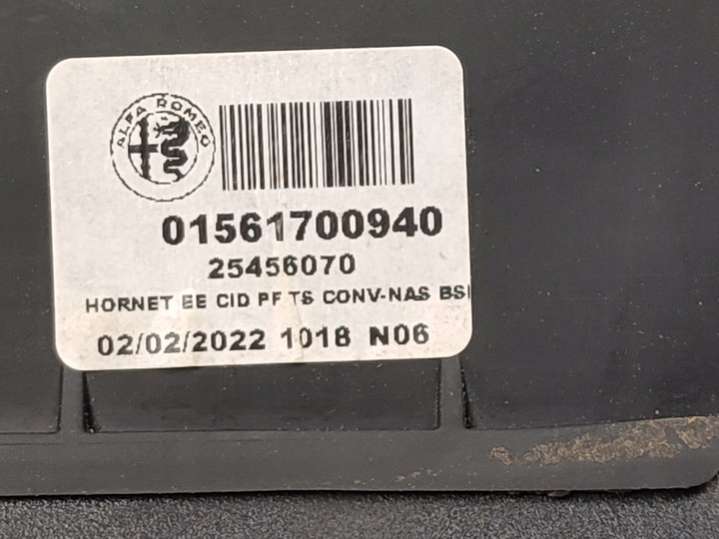 ALFA ROMEO
01561700940
25456070
HORNET EE CID PF TS CONV-NAS BSI
02/02/2022 1018 N06